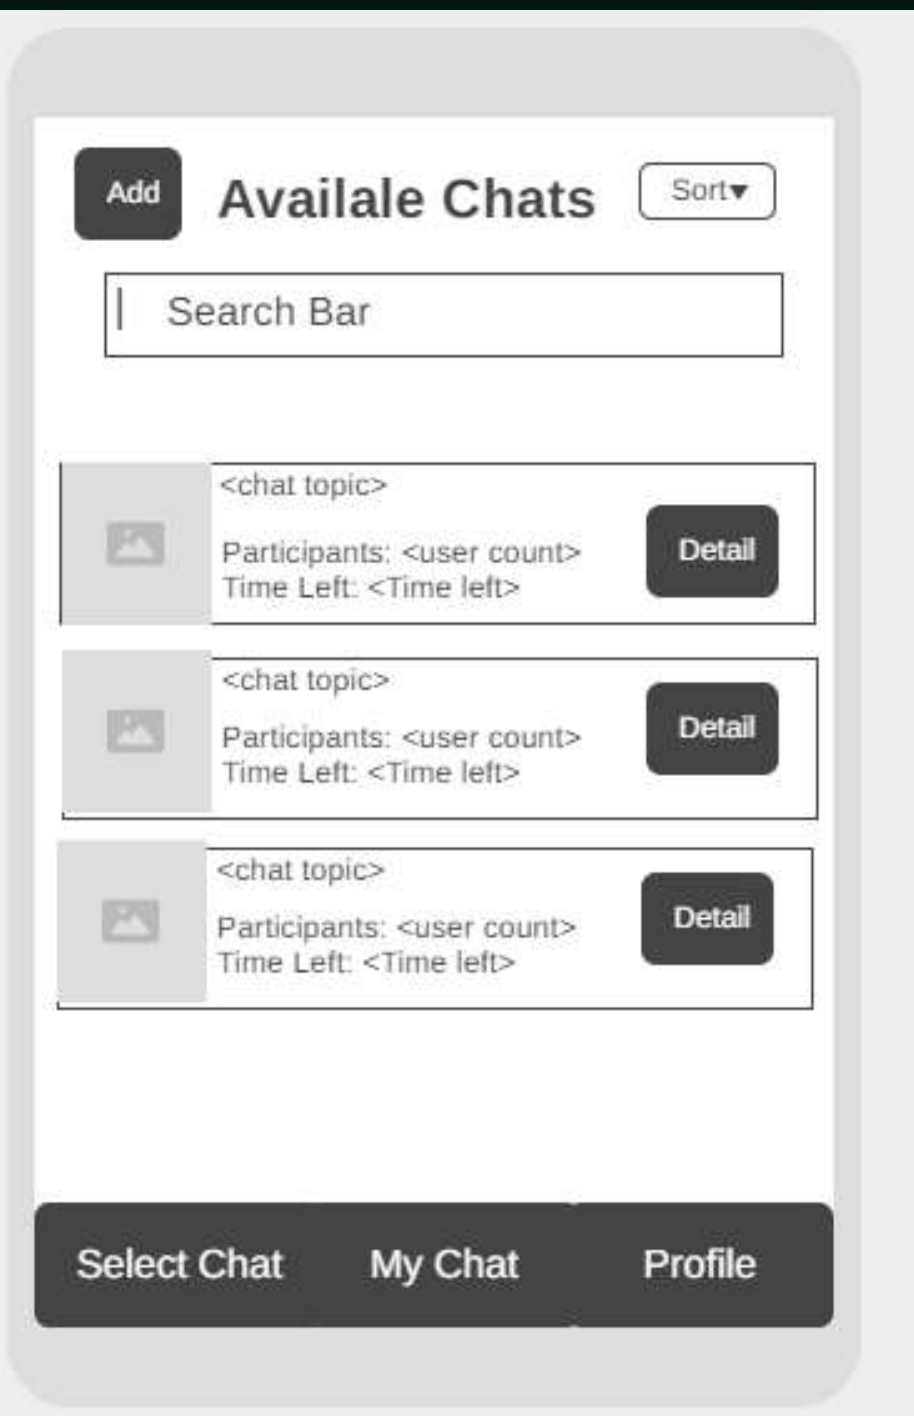 Add
Availale Chats
Sort▼
Search Bar
<chat topic>
Participants: <user count>
Time Left: <Time left>
Detail
<chat topic>
Participants: <user count>
Time Left: <Time left>
Detail
<chat topic>
Participants: <user count>
Time Left: <Time left>
Detail
Select Chat
My Chat
Profile